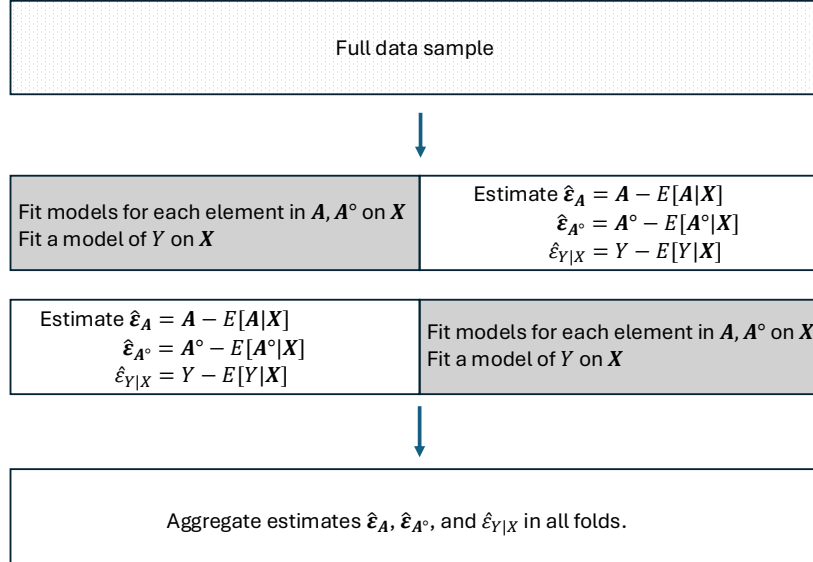 Full data sample
Fit models for each element in A, A° on X
Fit a model of Y on X
Estimate ε̂_A = A − E[A|X]
ε̂_A° = A° − E[A°|X]
ε̂_Y|X = Y − E[Y|X]
Estimate ε̂_A = A − E[A|X]
ε̂_A° = A° − E[A°|X]
ε̂_Y|X = Y − E[Y|X]
Fit models for each element in A, A° on X
Fit a model of Y on X
Aggregate estimates ε̂_A, ε̂_A°, and ε̂_Y|X in all folds.